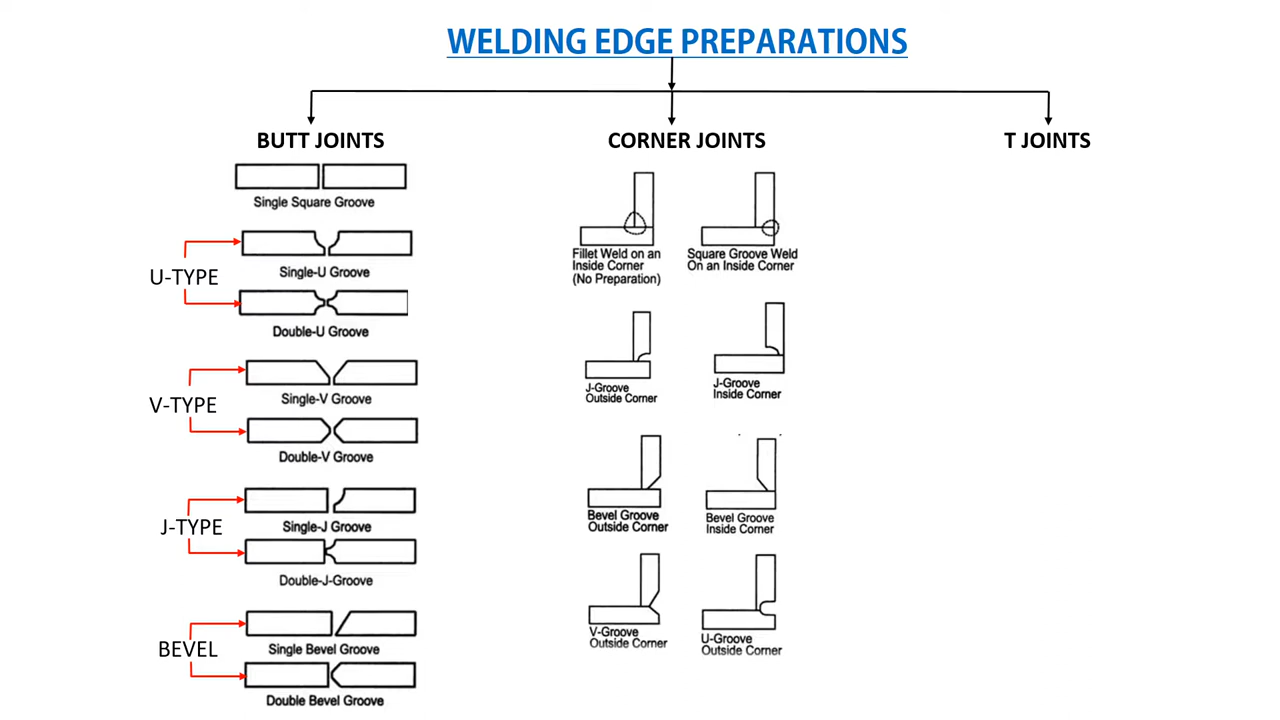 WELDING EDGE PREPARATIONS
BUTT JOINTS
Single Square Groove
U-TYPE
Single-U Groove
Double-U Groove
V-TYPE
Single-V Groove
Double-V Groove
J-TYPE
Single-J Groove
Double-J-Groove
BEVEL
Single Bevel Groove
Double Bevel Groove
CORNER JOINTS
Fillet Weld on an
Inside Corner
(No Preparation)
Square Groove Weld
On an Inside Corner
J-Groove
Outside Corner
J-Groove
Inside Corner
Bevel Groove
Outside Corner
Bevel Groove
Inside Corner
V-Groove
Outside Corner
U-Groove
Outside Corner
T JOINTS